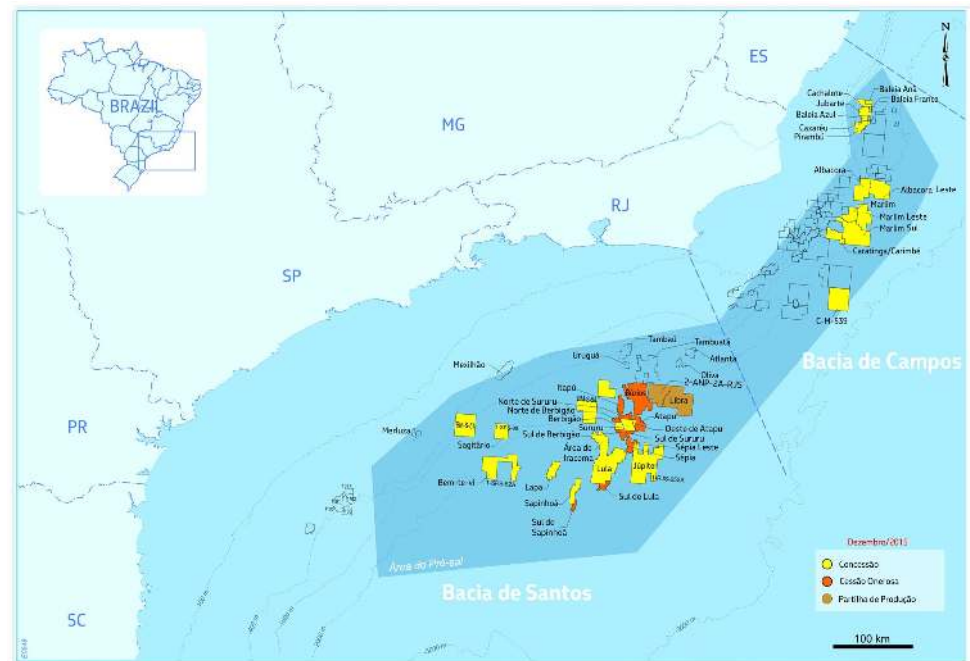 N
ES
BRAZIL
MG
RJ
SP
PR
SC
Cachalote
Baleia Anã
Jubarte
Baleia Franca
Baleia Azul
Caxaréu
Pirambú
Albacora
Albacora Leste
Marlim
Marlim Leste
Marlim Sul
Caratinga/Carimbé
C-M-539
Bacia de Campos
Tambaú
Tambuatá
Uruguá
Atlanta
Mexilhão
Oliva
2-ANP-2A-RJS
Itapú
Búzios
Libra
Norte de Sururu
Norte de Berbigão
Berbigão
Atapu
Sururu
Oeste de Atapu
Merluza
Sul de Berbigão
Sul de Sururu
Sagitário
Área de
Iracema
Sépia Leste
Sépia
Lula
Júpiter
Bem-te-vi
Lapa
Sapinhoá
Sul de Lula
Sul de
Sapinhoá
Área do Pré-sal
Bacia de Santos
Dezembro/2015
Concessão
Cessão Onerosa
Partilha de Produção
100 km